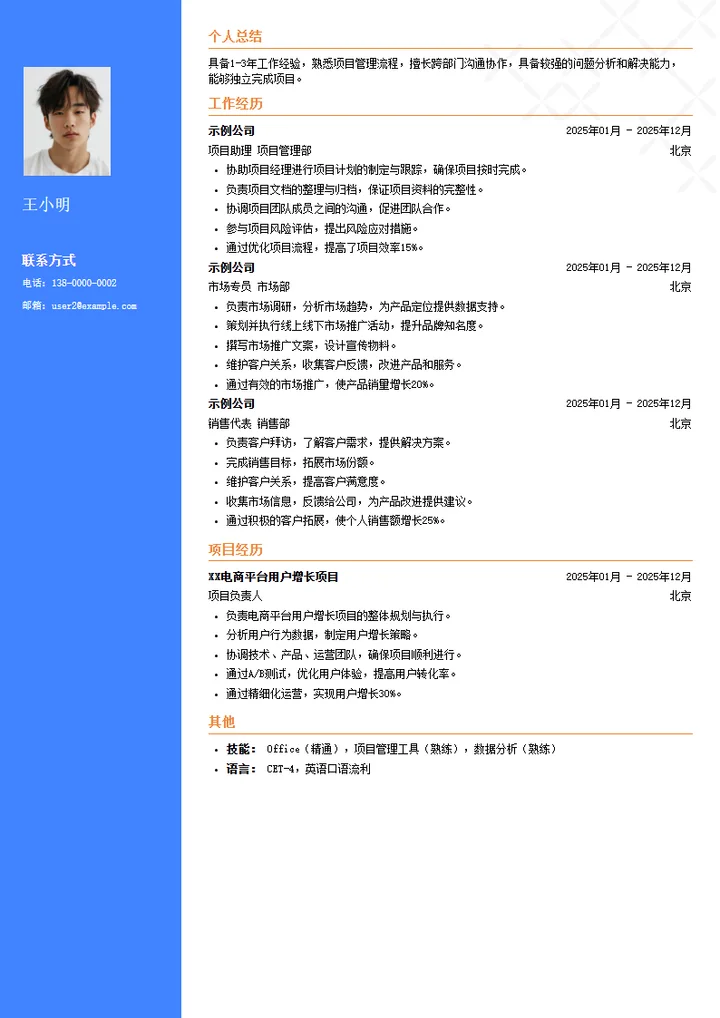 王小明
联系方式
电话：138-0000-0002
邮箱：user2@example.com
个人总结
具备1-3年工作经验，熟悉项目管理流程，擅长跨部门沟通协作，具备较强的问题分析和解决能力，
能够独立完成项目。
工作经历
示例公司 2025年01月 - 2025年12月
项目助理 项目管理部 北京
• 协助项目经理进行项目计划的制定与跟踪，确保项目按时完成。
• 负责项目文档的整理与归档，保证项目资料的完整性。
• 协调项目团队成员之间的沟通，促进团队合作。
• 参与项目风险评估，提出风险应对措施。
• 通过优化项目流程，提高了项目效率15%。
示例公司 2025年01月 - 2025年12月
市场专员 市场部 北京
• 负责市场调研，分析市场趋势，为产品定位提供数据支持。
• 策划并执行线上线下市场推广活动，提升品牌知名度。
• 撰写市场推广文案，设计宣传物料。
• 维护客户关系，收集客户反馈，改进产品和服务。
• 通过有效的市场推广，使产品销量增长20%。
示例公司 2025年01月 - 2025年12月
销售代表 销售部 北京
• 负责客户拜访，了解客户需求，提供解决方案。
• 完成销售目标，拓展市场份额。
• 维护客户关系，提高客户满意度。
• 收集市场信息，反馈给公司，为产品改进提供建议。
• 通过积极的客户拓展，使个人销售额增长25%。
项目经历
XX电商平台用户增长项目 2025年01月 - 2025年12月
项目负责人 北京
• 负责电商平台用户增长项目的整体规划与执行。
• 分析用户行为数据，制定用户增长策略。
• 协调技术、产品、运营团队，确保项目顺利进行。
• 通过A/B测试，优化用户体验，提高用户转化率。
• 通过精细化运营，实现用户增长30%。
其他
• 技能： Office（精通），项目管理工具（熟练），数据分析（熟练）
• 语言： CET-4，英语口语流利